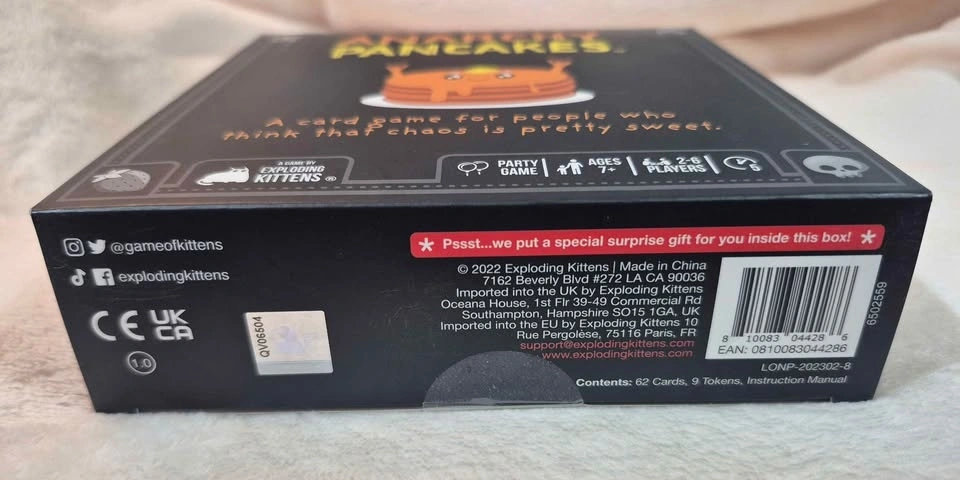 ANARCHY
PANCAKES
A card game for people who
think that chaos is pretty sweet.
A GAME BY
EXPLODING
KITTENS®
PARTY
GAME
AGES
7+
2-6
PLAYERS
@gameofkittens
explodingkittens
CE
UK
CA
1.0
QV06504
* Pssst...we put a special surprise gift for you inside this box! *
© 2022 Exploding Kittens | Made in China
7162 Beverly Blvd #272 LA CA 90036
Imported into the UK by Exploding Kittens
Oceana House, 1st Flr 39-49 Commercial Rd
Southampton, Hampshire SO15 1GA, UK
Imported into the EU by Exploding Kittens 10
Rue Pergolèse, 75116 Paris, FR
support@explodingkittens.com
www.explodingkittens.com
8 10083 04428 6
EAN: 0810083044286
6502559
LONP-202302-8
Contents: 62 Cards, 9 Tokens, Instruction Manual